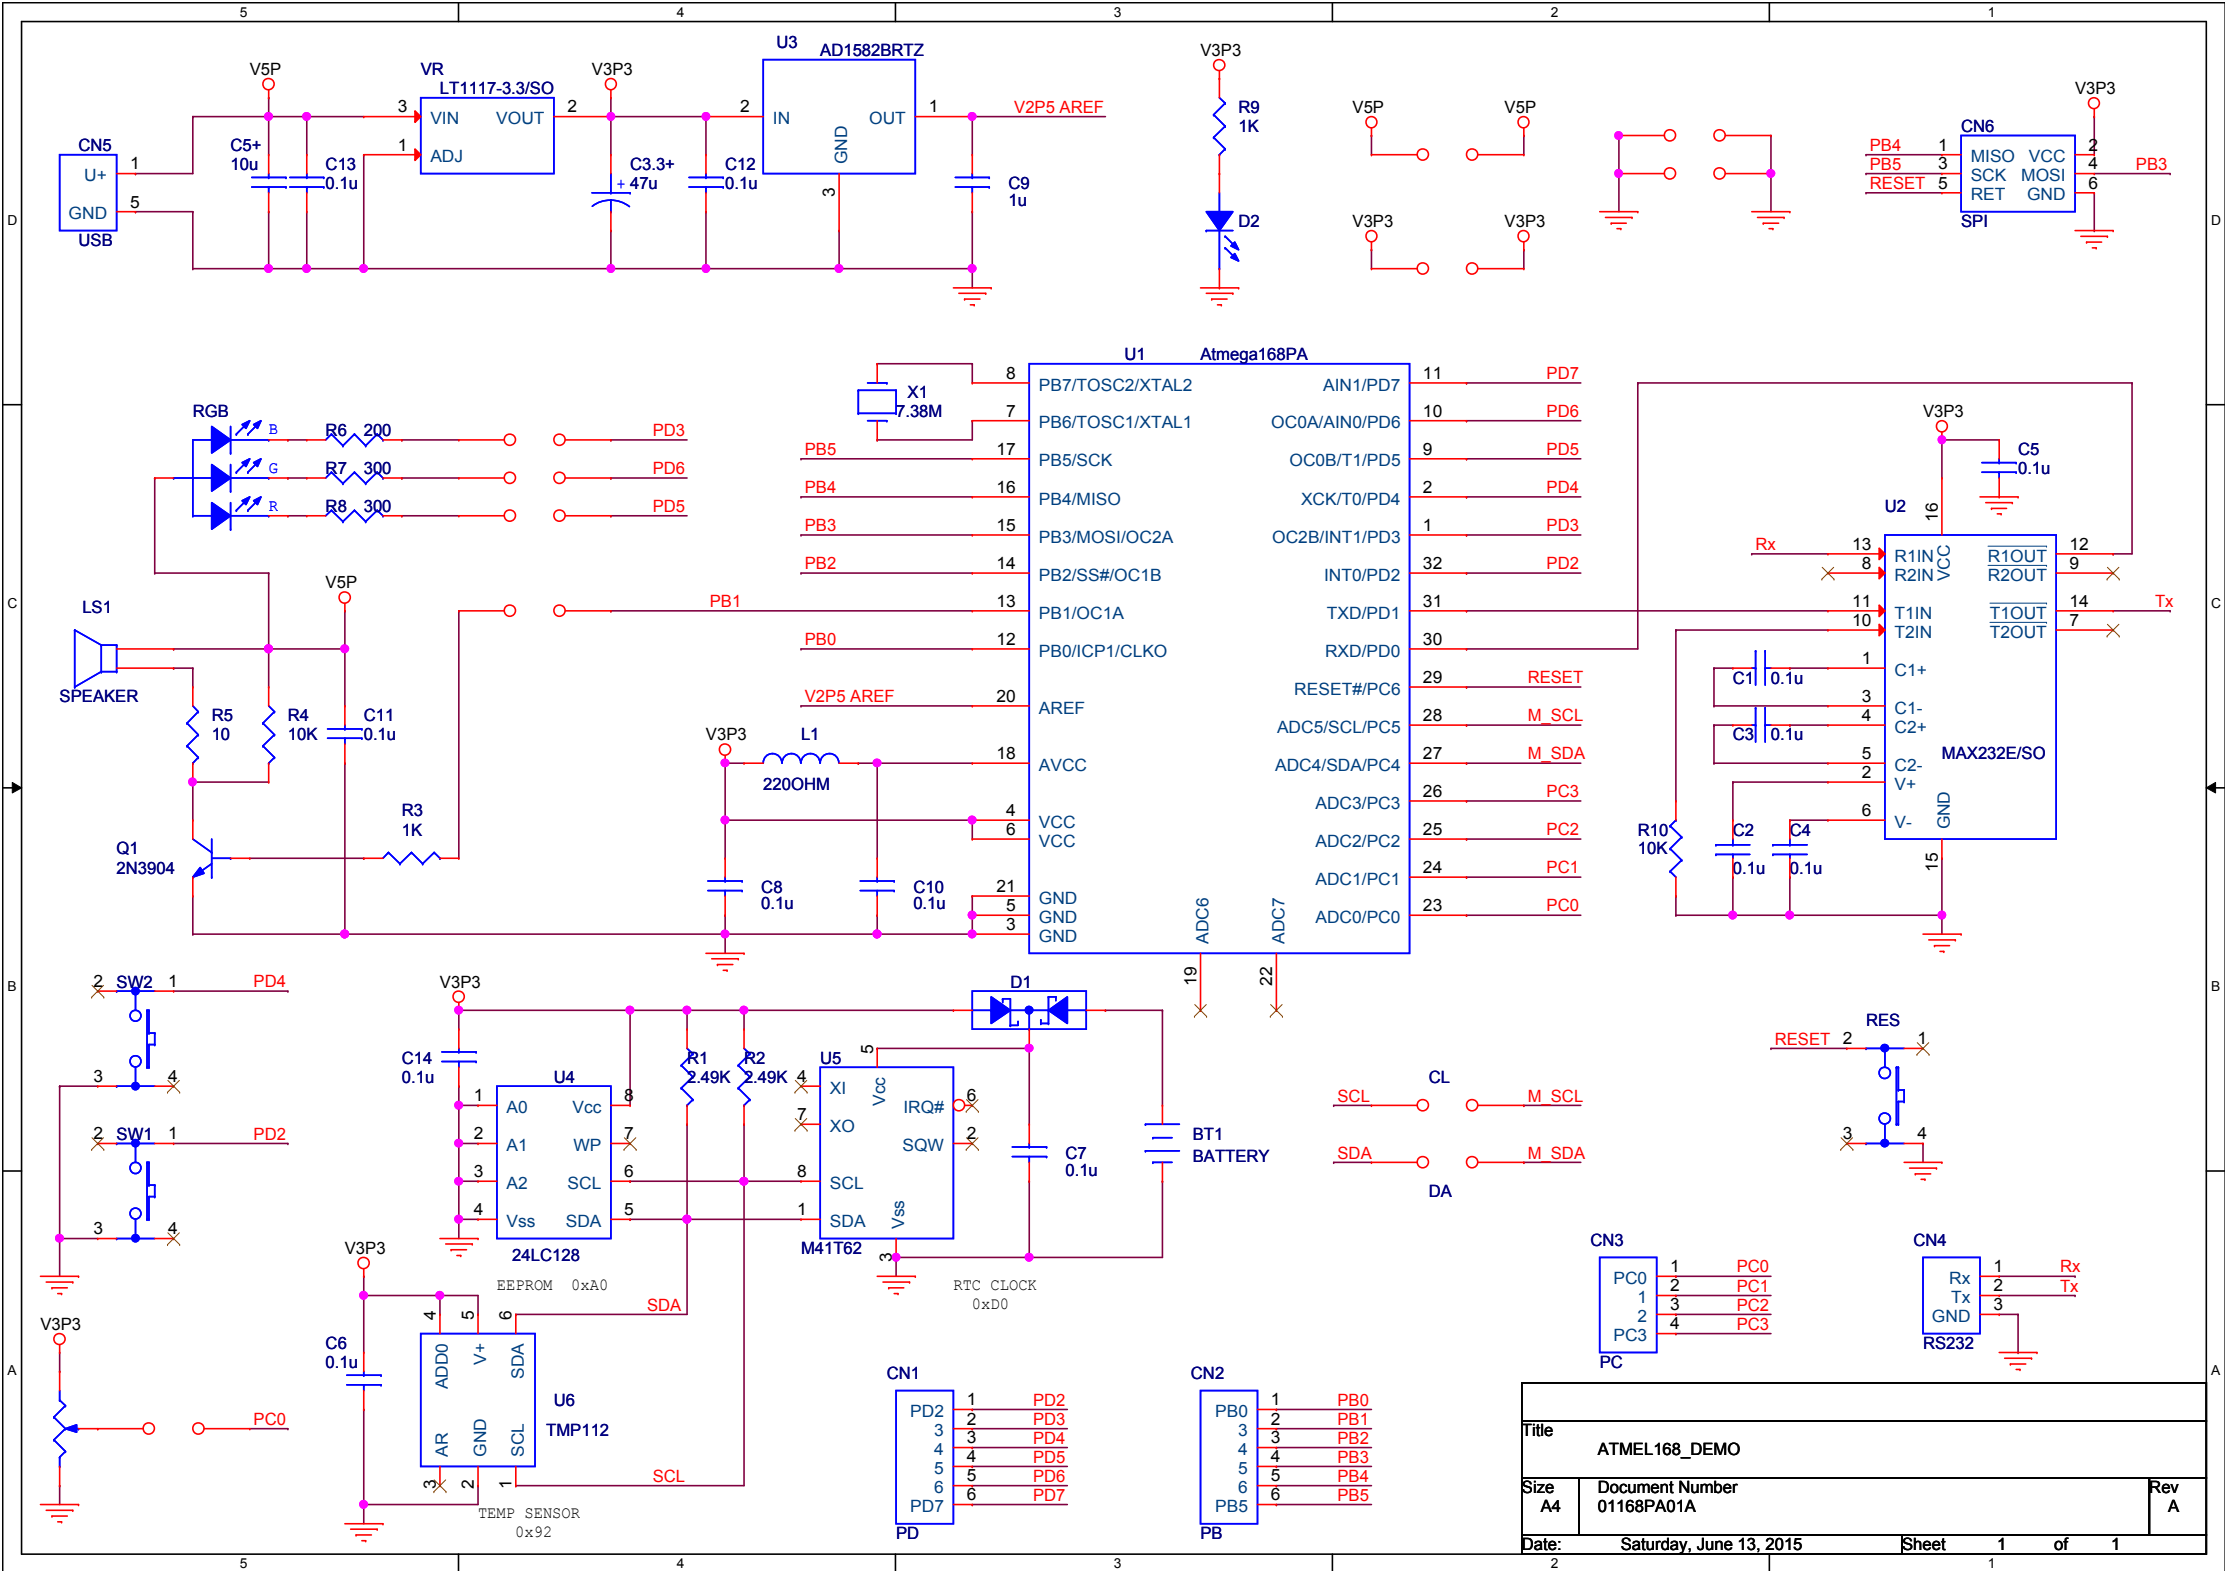 5 4 3 2 1
D
C
B
A
V5P
VR
LT1117-3.3/SO
3 VIN VOUT 2
1 ADJ
V3P3
U3 AD1582BRTZ
2 IN OUT 1
GND
3
V2P5 AREF
CN5
U+ 1
GND 5
USB
C5+
10u
C13
0.1u
C3.3+
+ 47u
C12
0.1u
C9
1u
V3P3
R9
1K
D2
V5P V5P
V3P3 V3P3
V3P3
CN6
PB4 1 MISO VCC 2
PB5 3 SCK MOSI 4 PB3
RESET 5 RET GND 6
SPI
RGB
B R6 200 PD3
G R7 300 PD6
R R8 300 PD5
V5P
LS1
SPEAKER
R5
10
R4
10K
C11
0.1u
R3
1K
Q1
2N3904
X1
7.38M
U1 Atmega168PA
8 PB7/TOSC2/XTAL2
7 PB6/TOSC1/XTAL1
PB5 17 PB5/SCK
PB4 16 PB4/MISO
PB3 15 PB3/MOSI/OC2A
PB2 14 PB2/SS#/OC1B
PB1 13 PB1/OC1A
PB0 12 PB0/ICP1/CLKO
V2P5 AREF 20 AREF
V3P3 L1
220OHM
18 AVCC
4 VCC
6 VCC
21 GND
5 GND
3 GND
C8
0.1u
C10
0.1u
AIN1/PD7 11 PD7
OC0A/AIN0/PD6 10 PD6
OC0B/T1/PD5 9 PD5
XCK/T0/PD4 2 PD4
OC2B/INT1/PD3 1 PD3
INT0/PD2 32 PD2
TXD/PD1 31
RXD/PD0 30
RESET#/PC6 29 RESET
ADC5/SCL/PC5 28 M_SCL
ADC4/SDA/PC4 27 M_SDA
ADC3/PC3 26 PC3
ADC2/PC2 25 PC2
ADC1/PC1 24 PC1
ADC0/PC0 23 PC0
ADC6 ADC7
19 22
V3P3
C5
0.1u
U2
16
VCC
Rx 13 R1IN R1OUT 12
8 R2IN R2OUT 9
11 T1IN T1OUT 14 Tx
10 T2IN T2OUT 7
1 C1+
3 C1-
4 C2+
5 C2-
2 V+
6 V-
GND
15
MAX232E/SO
C1 0.1u
C3 0.1u
R10
10K
C2
0.1u
C4
0.1u
2 SW2 1 PD4
3 4
2 SW1 1 PD2
3 4
V3P3
PC0
V3P3
C14
0.1u
U4
1 A0 Vcc 8
2 A1 WP 7
3 A2 SCL 6
4 Vss SDA 5
24LC128
EEPROM 0xA0
R1
2.49K
R2
2.49K
U5
5
Vcc
4 XI IRQ# 6
7 XO SQW 2
8 SCL
1 SDA
Vss
3
M41T62
RTC CLOCK
0xD0
D1
C7
0.1u
BT1
BATTERY
V3P3
C6
0.1u
4 5 6
ADD0 V+ SDA
AR GND SCL
3 2 1
SDA
SCL
U6
TMP112
TEMP SENSOR
0x92
CL
SCL M_SCL
SDA M_SDA
DA
RES
RESET 2 1
3 4
CN1
PD2 1 PD2
3 2 PD3
4 3 PD4
5 4 PD5
6 5 PD6
PD7 6 PD7
PD
CN2
PB0 1 PB0
3 2 PB1
4 3 PB2
5 4 PB3
6 5 PB4
PB5 6 PB5
PB
CN3
PC0 1 PC0
1 2 PC1
2 3 PC2
PC3 4 PC3
PC
CN4
Rx 1 Rx
Tx 2 Tx
GND 3
RS232
Title
ATMEL168_DEMO
Size Document Number Rev
A4 01168PA01A A
Date: Saturday, June 13, 2015 Sheet 1 of 1
D
C
B
A
5 4 3 2 1